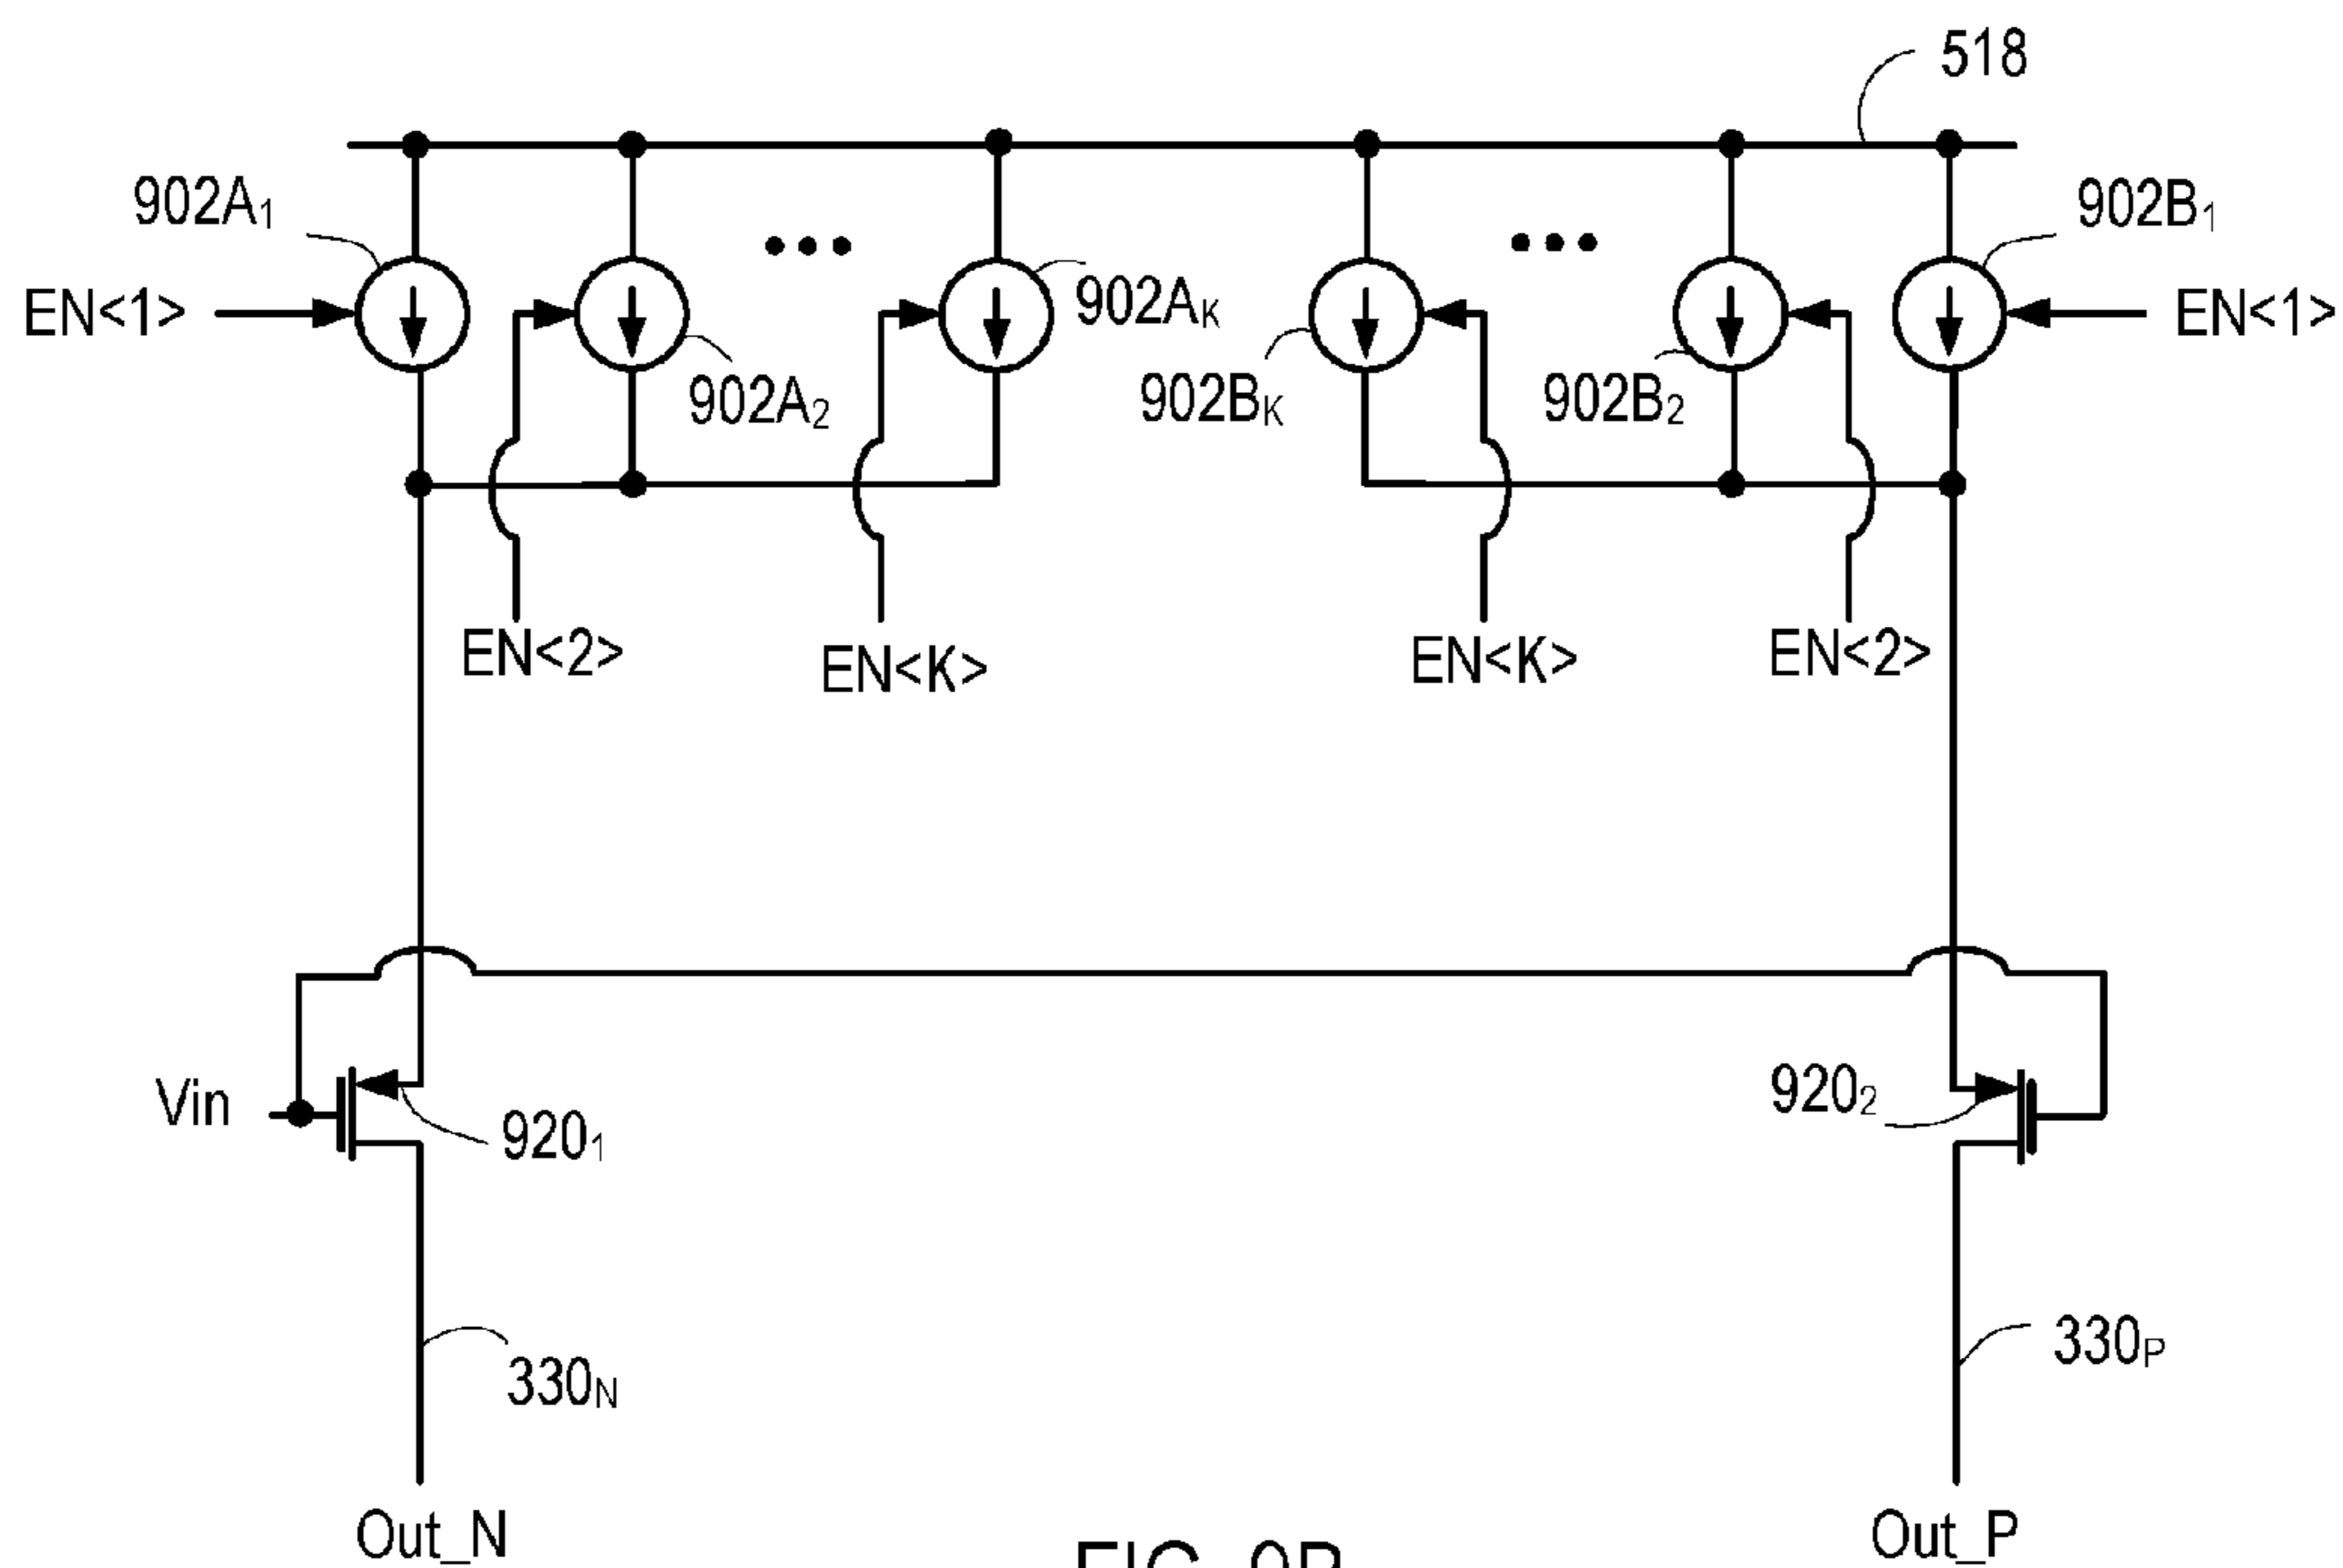 518
902A₁
902B₁
EN<1>
902Aₖ
EN<1>
902A₂
902Bₖ
902B₂
EN<2>
EN<K>
EN<K>
EN<2>
Vin
920₁
920₂
330ₙ
330ₚ
Out_N
Out_P